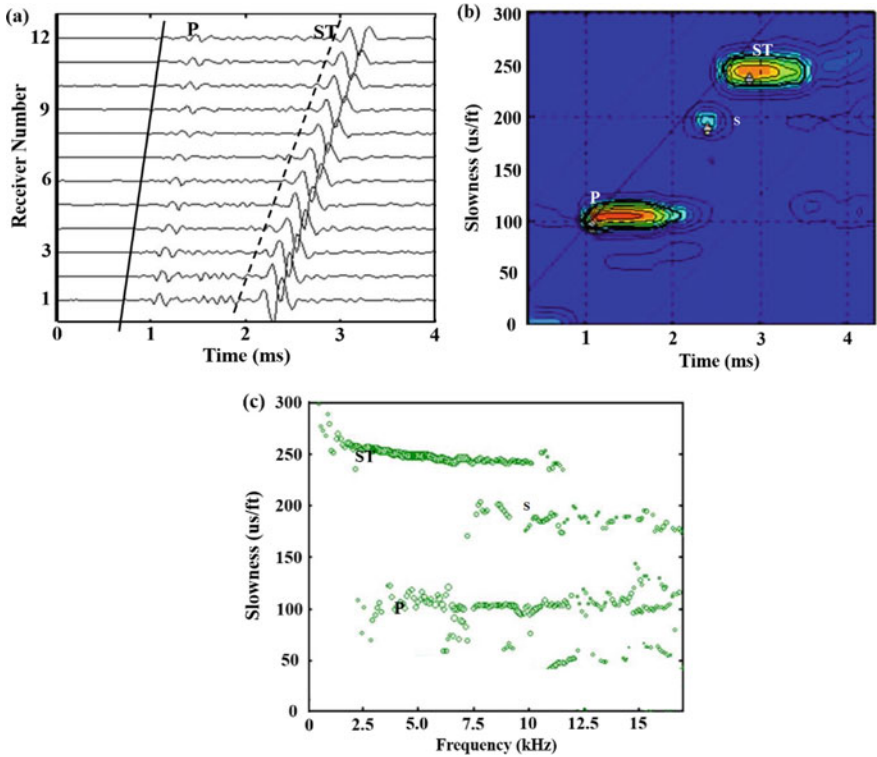 (a)
P
ST
12
9
6
3
1
Receiver Number
0
1
2
3
4
Time (ms)
(b)
300
250
200
150
100
50
0
Slowness (us/ft)
ST
S
P
1
2
3
4
Time (ms)
(c)
300
250
200
150
100
50
0
Slowness (us/ft)
ST
S
P
0
2.5
5.0
7.5
10
12.5
15
Frequency (kHz)